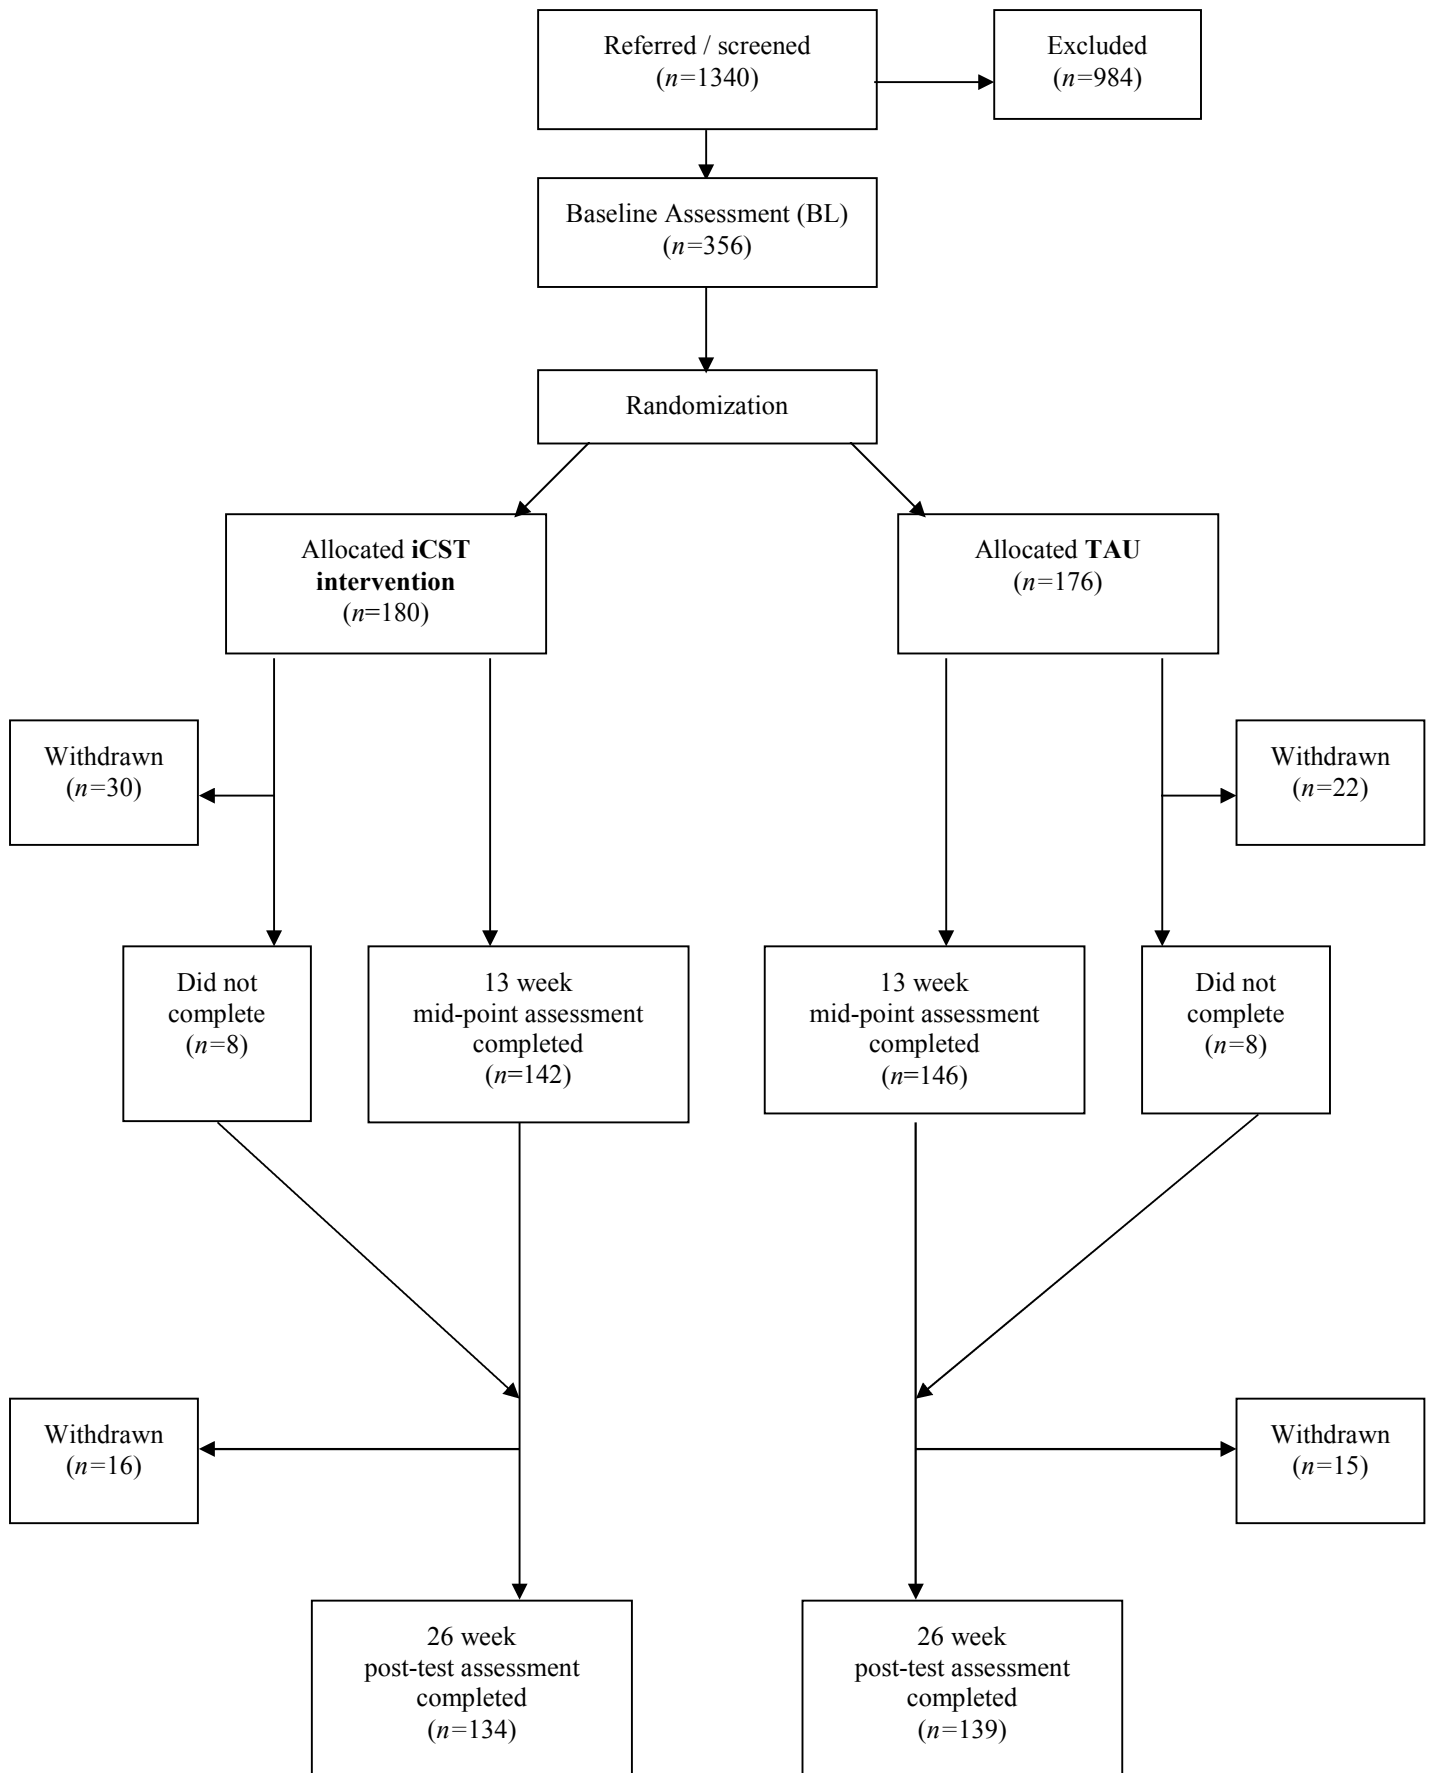 Referred / screened
(n=1340)
Excluded
(n=984)
Baseline Assessment (BL)
(n=356)
Randomization
Allocated iCST
intervention
(n=180)
Allocated TAU
(n=176)
Withdrawn
(n=30)
Withdrawn
(n=22)
Did not
complete
(n=8)
13 week
mid-point assessment
completed
(n=142)
13 week
mid-point assessment
completed
(n=146)
Did not
complete
(n=8)
Withdrawn
(n=16)
Withdrawn
(n=15)
26 week
post-test assessment
completed
(n=134)
26 week
post-test assessment
completed
(n=139)